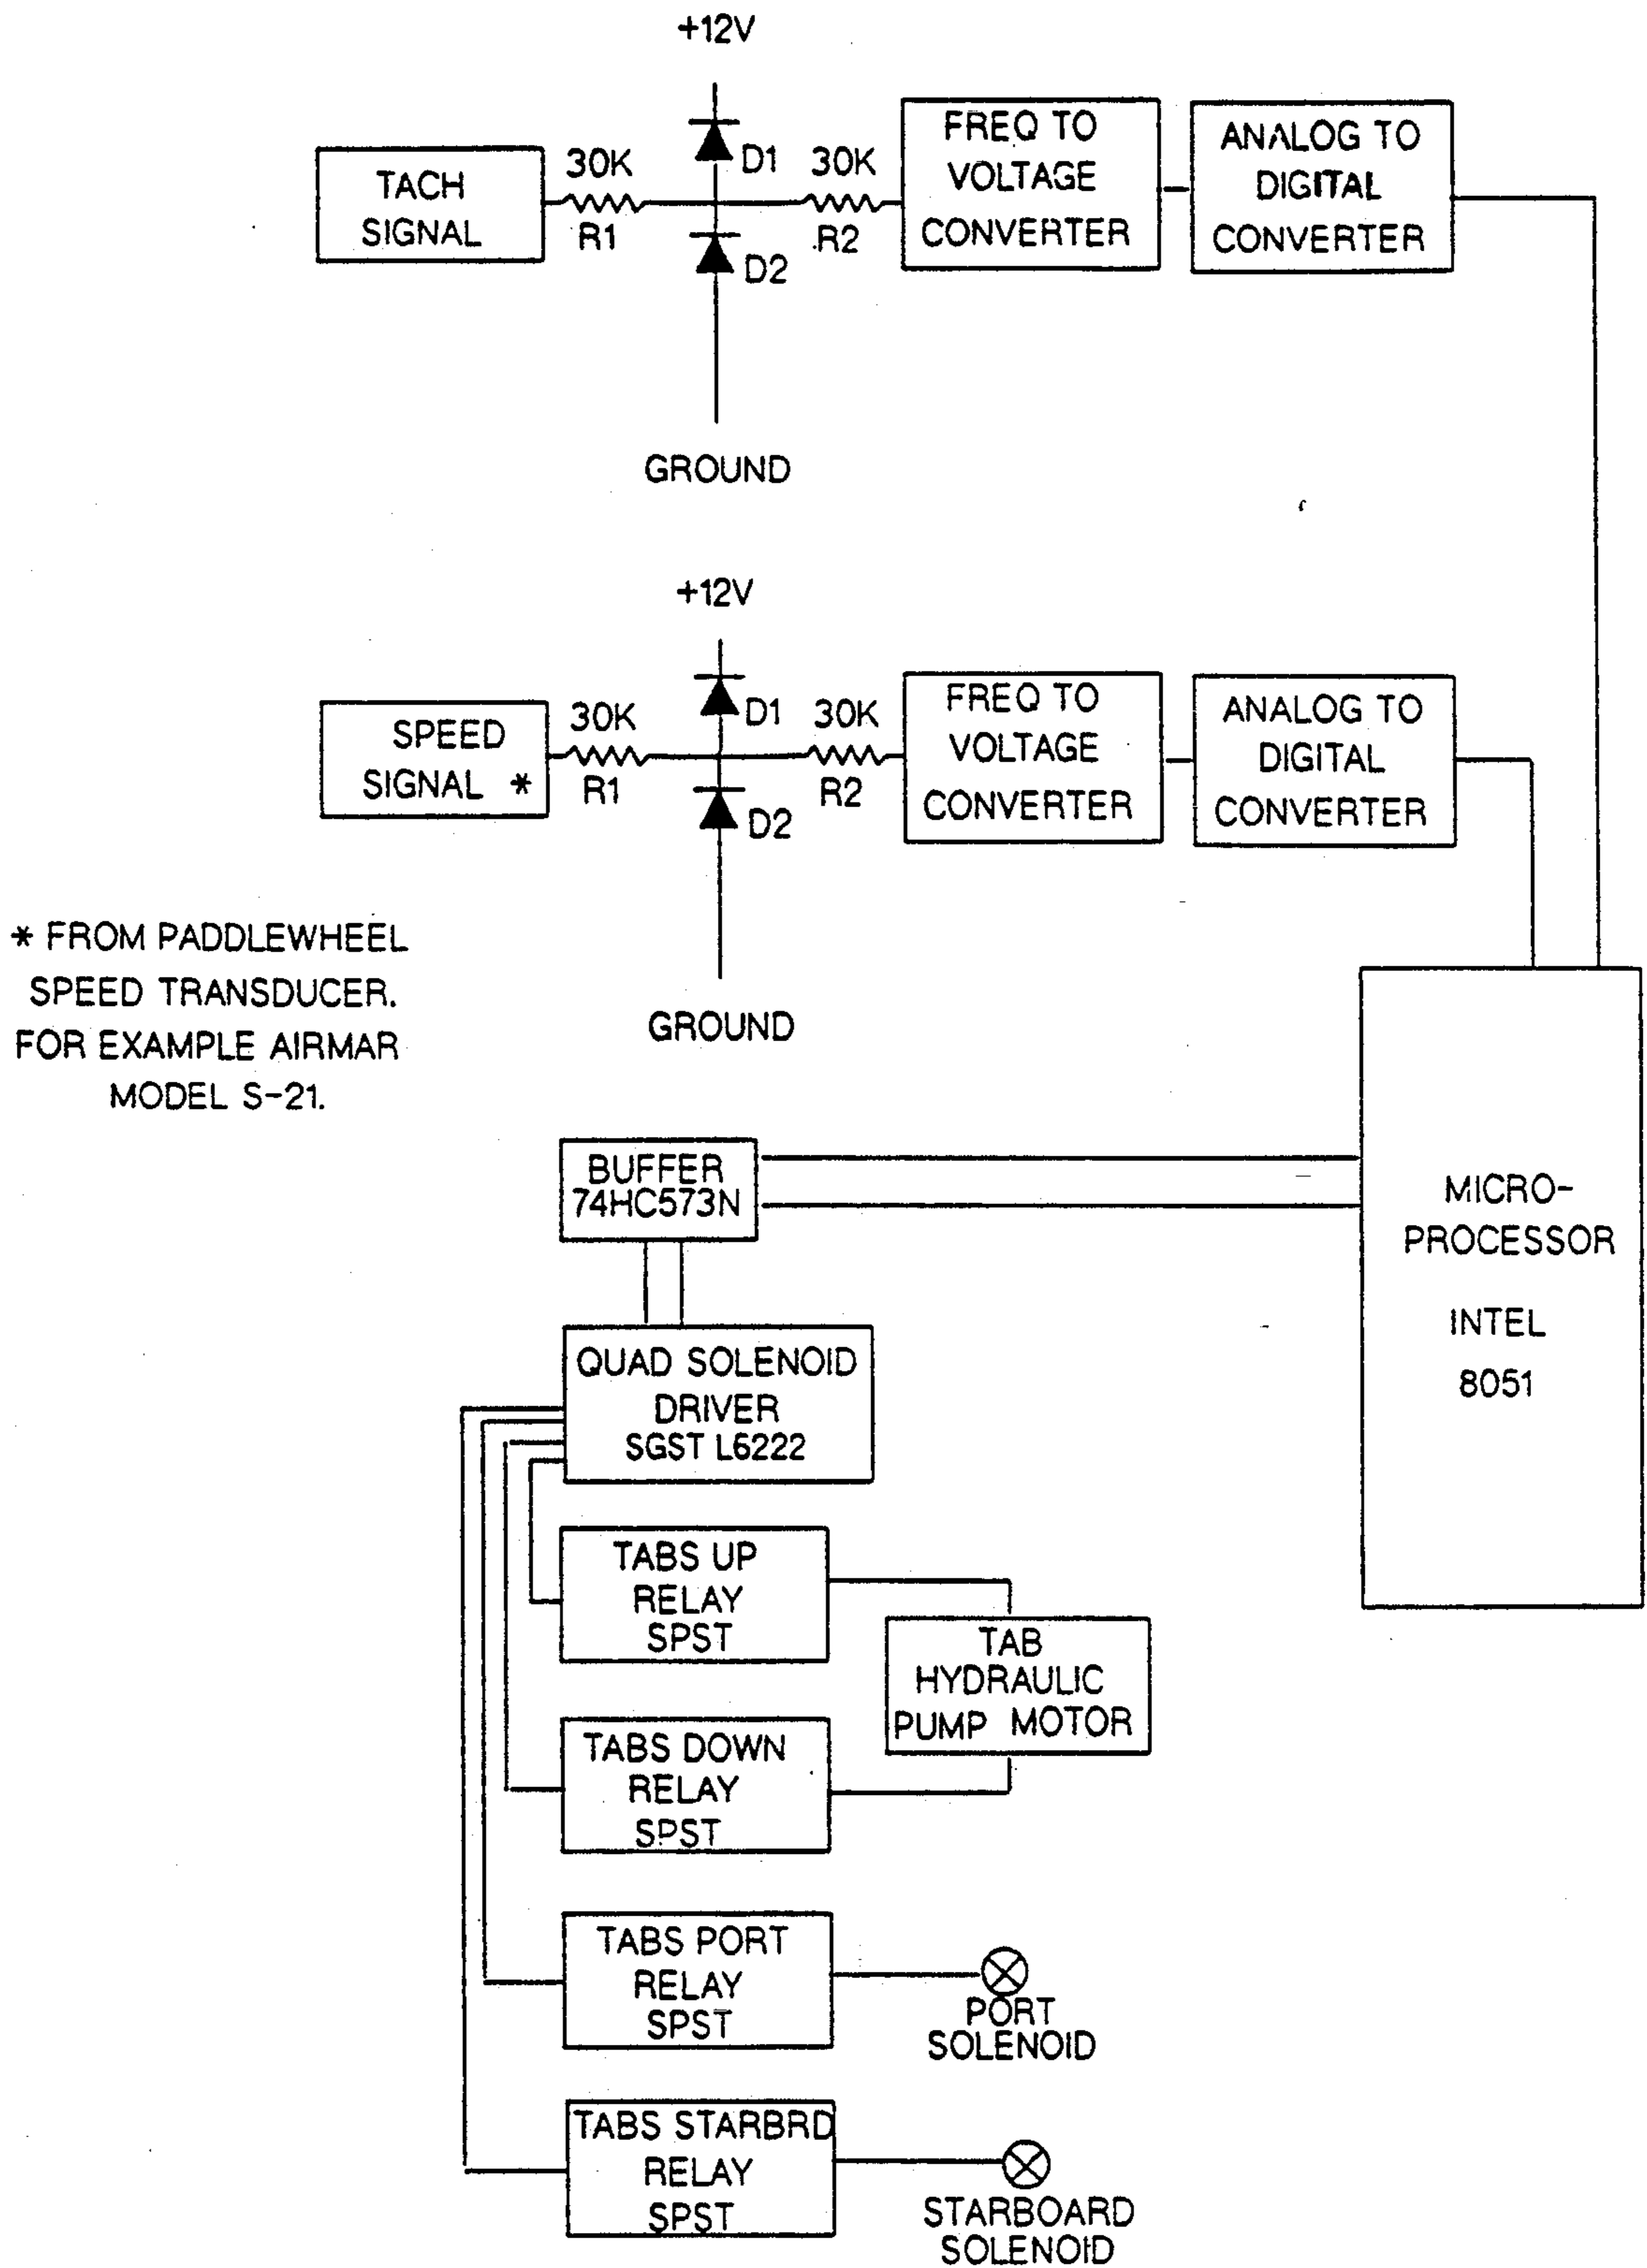 +12V
TACH
SIGNAL
30K
R1
D1
D2
30K
R2
FREQ TO
VOLTAGE
CONVERTER
ANALOG TO
DIGITAL
CONVERTER
GROUND
+12V
SPEED
SIGNAL *
30K
R1
D1
D2
30K
R2
FREQ TO
VOLTAGE
CONVERTER
ANALOG TO
DIGITAL
CONVERTER
GROUND
* FROM PADDLEWHEEL
SPEED TRANSDUCER.
FOR EXAMPLE AIRMAR
MODEL S-21.
BUFFER
74HC573N
MICRO-
PROCESSOR
INTEL
8051
QUAD SOLENOID
DRIVER
SGST L6222
TABS UP
RELAY
SPST
TAB
HYDRAULIC
PUMP MOTOR
TABS DOWN
RELAY
SPST
TABS PORT
RELAY
SPST
PORT
SOLENOID
TABS STARBRD
RELAY
SPST
STARBOARD
SOLENOID